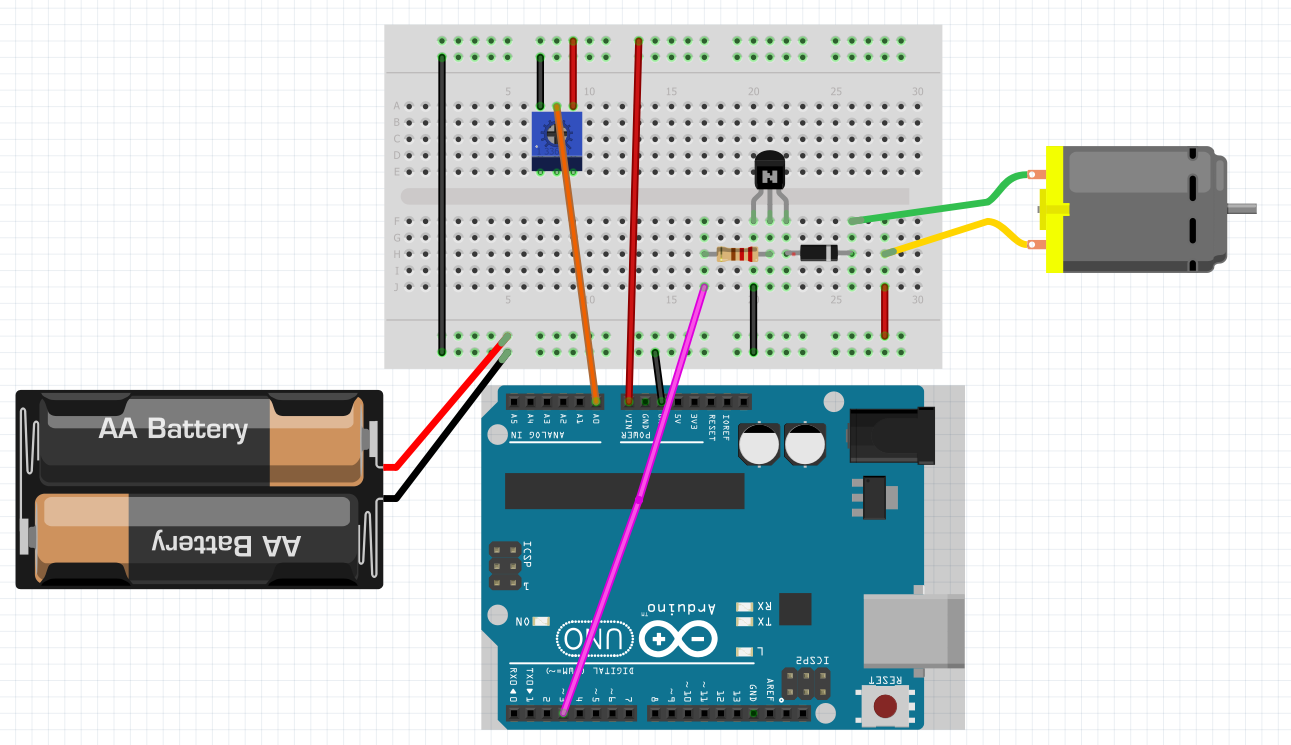 5 10 15 20 25 30
A
B
C
D
E
N
F
G
H
I
J
5 10 15 20 25 30
AA Battery
AA Battery
A5 A4 A3 A2 A1 A0 VIN GND 5V 3V3 RESET IOREF
ANALOG IN POWER
ICSP
1
ON
TX
RX
L
Arduino™
UNO
DIGITAL (PWM=~)
ICSP2
RESET
RX0◄0 TX0►1 2 ~3 4 ~5 ~6 7 8 ~9 ~10 ~11 12 13 GND AREF